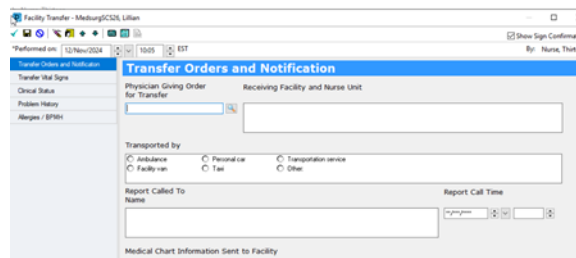 Facility Transfer - MedsurgSCS26, Lillian
Show Sign Confirma
*Performed on: 12/Nov/2024 1005 EST By: Nurse, Thirt
Transfer Orders and Notification
Transfer Vital Signs
Clinical Status
Problem History
Allergies / BPMH
Transfer Orders and Notification
Physician Giving Order for Transfer
Receiving Facility and Nurse Unit
Transported by
Ambulance Personal car Transportation service
Facility van Taxi Other:
Report Called To
Name
Report Call Time
**/***/****
Medical Chart Information Sent to Facility